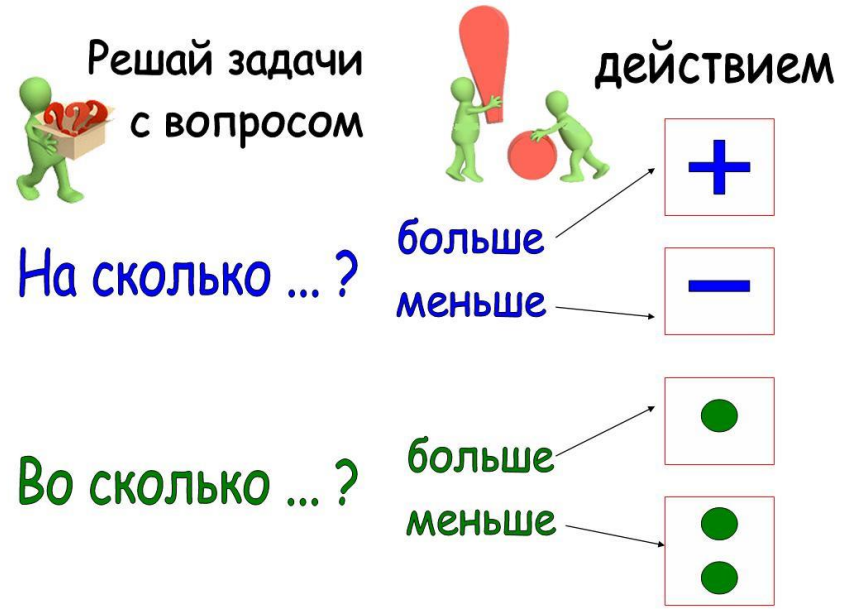 Решай задачи
с вопросом
???
действием
+
На сколько ... ?
больше
меньше
−
Во сколько ... ?
больше
меньше
•
: